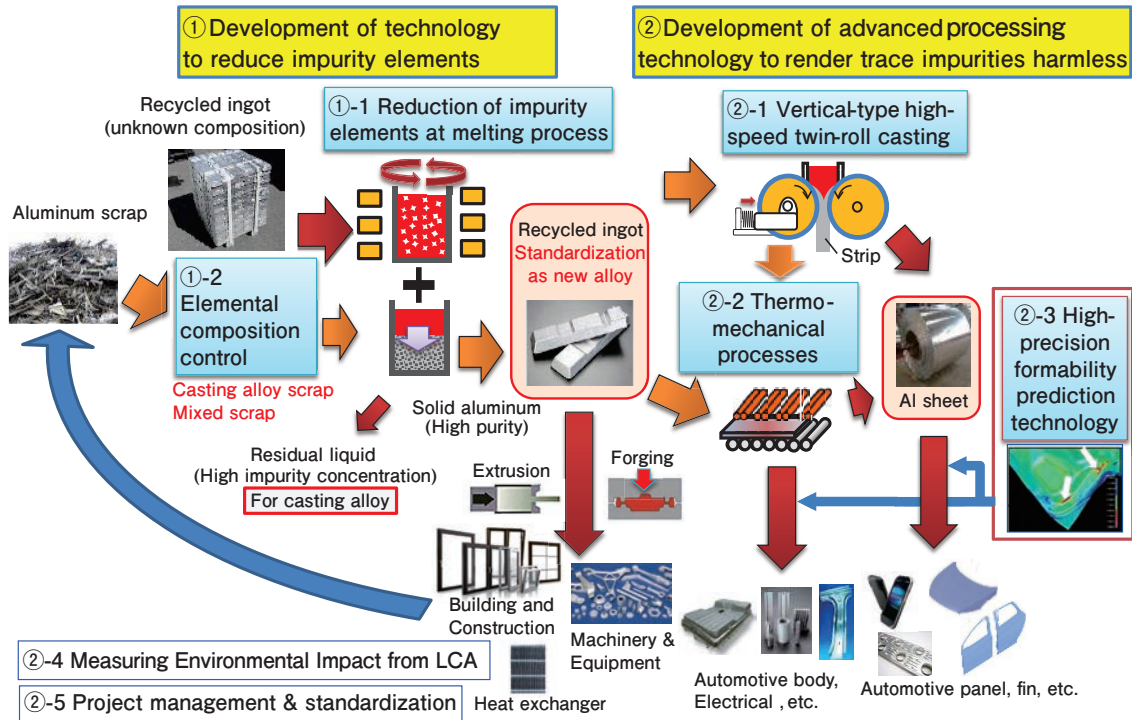 ①Development of technology
to reduce impurity elements
②Development of advanced processing
technology to render trace impurities harmless
Recycled ingot
(unknown composition)
①-1 Reduction of impurity
elements at melting process
②-1 Vertical-type high-
speed twin-roll casting
Aluminum scrap
①-2
Elemental
composition
control
Casting alloy scrap
Mixed scrap
Recycled ingot
Standardization
as new alloy
Strip
②-2 Thermo-
mechanical
processes
Al sheet
②-3 High-
precision
formability
prediction
technology
Solid aluminum
(High purity)
Residual liquid
(High impurity concentration)
For casting alloy
Extrusion
Forging
Building and
Construction
Machinery &
Equipment
Heat exchanger
Automotive body,
Electrical , etc.
Automotive panel, fin, etc.
②-4 Measuring Environmental Impact from LCA
②-5 Project management & standardization